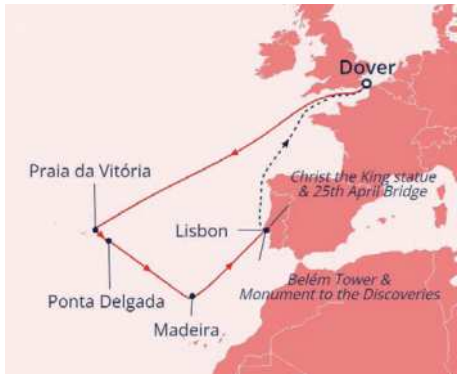 Dover
Christ the King statue
& 25th April Bridge
Praia da Vitória
Lisbon
Ponta Delgada
Belém Tower &
Monument to the Discoveries
Madeira